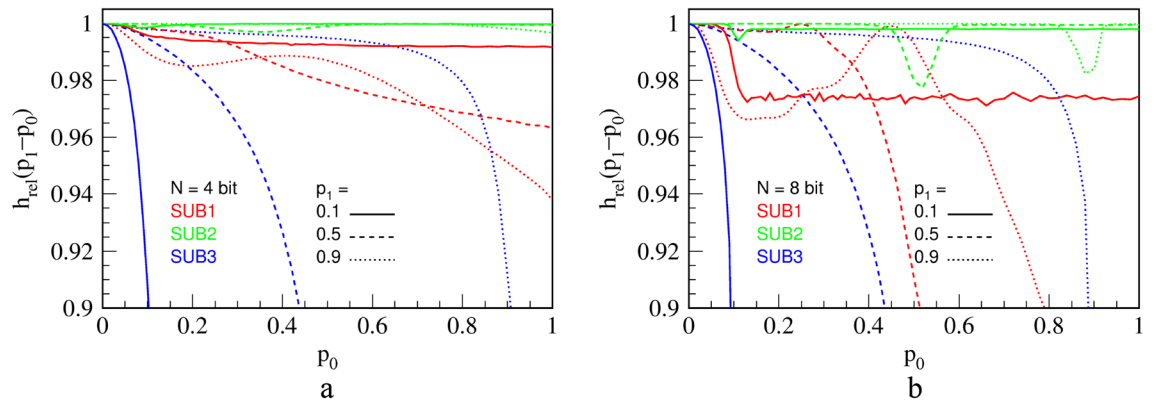 1
0.98
0.96
0.94
0.92
0.9
h_rel(p_1−p_0)
N = 4 bit p_1 =
SUB1 0.1
SUB2 0.5
SUB3 0.9
0 0.2 0.4 0.6 0.8 1
p_0
a
1
0.98
0.96
0.94
0.92
0.9
h_rel(p_1−p_0)
N = 8 bit p_1 =
SUB1 0.1
SUB2 0.5
SUB3 0.9
0 0.2 0.4 0.6 0.8 1
p_0
b